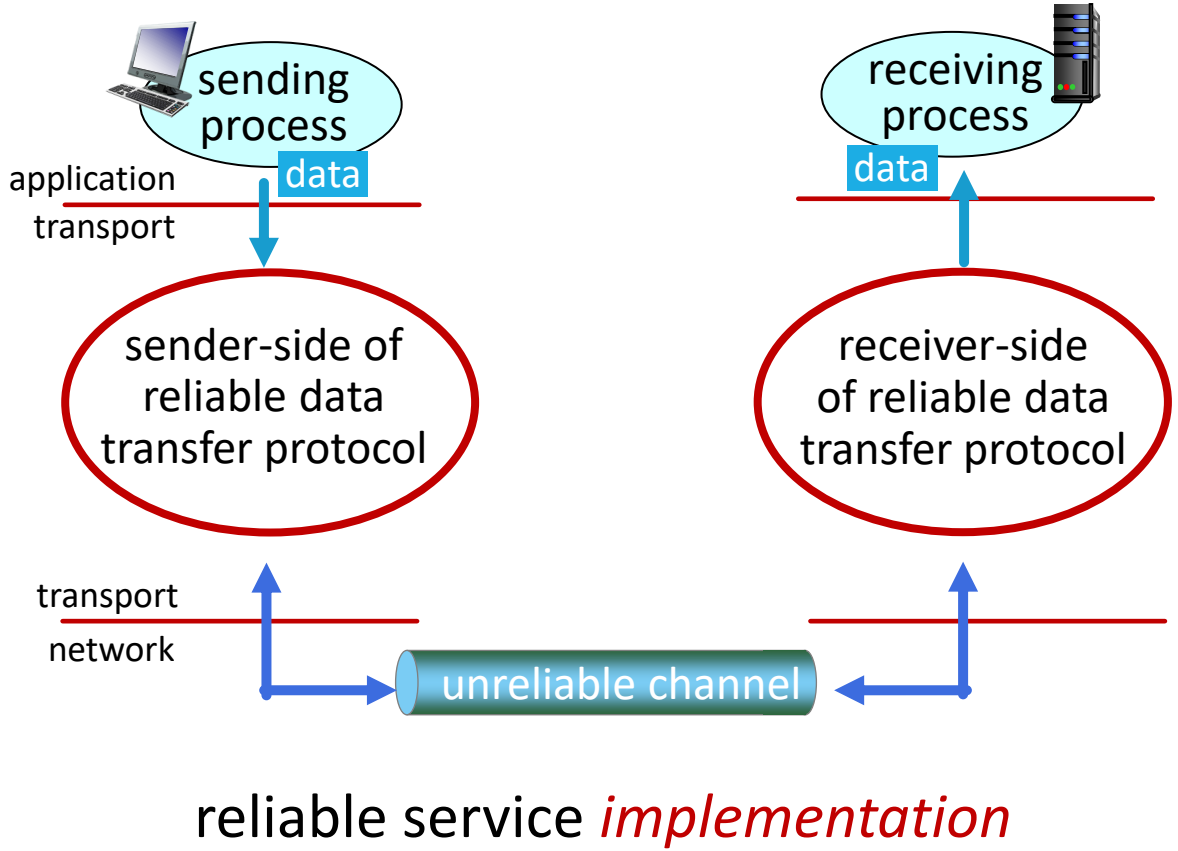 sending
process
receiving
process
data
data
application
transport
sender-side of
reliable data
transfer protocol
receiver-side
of reliable data
transfer protocol
transport
network
unreliable channel
reliable service implementation